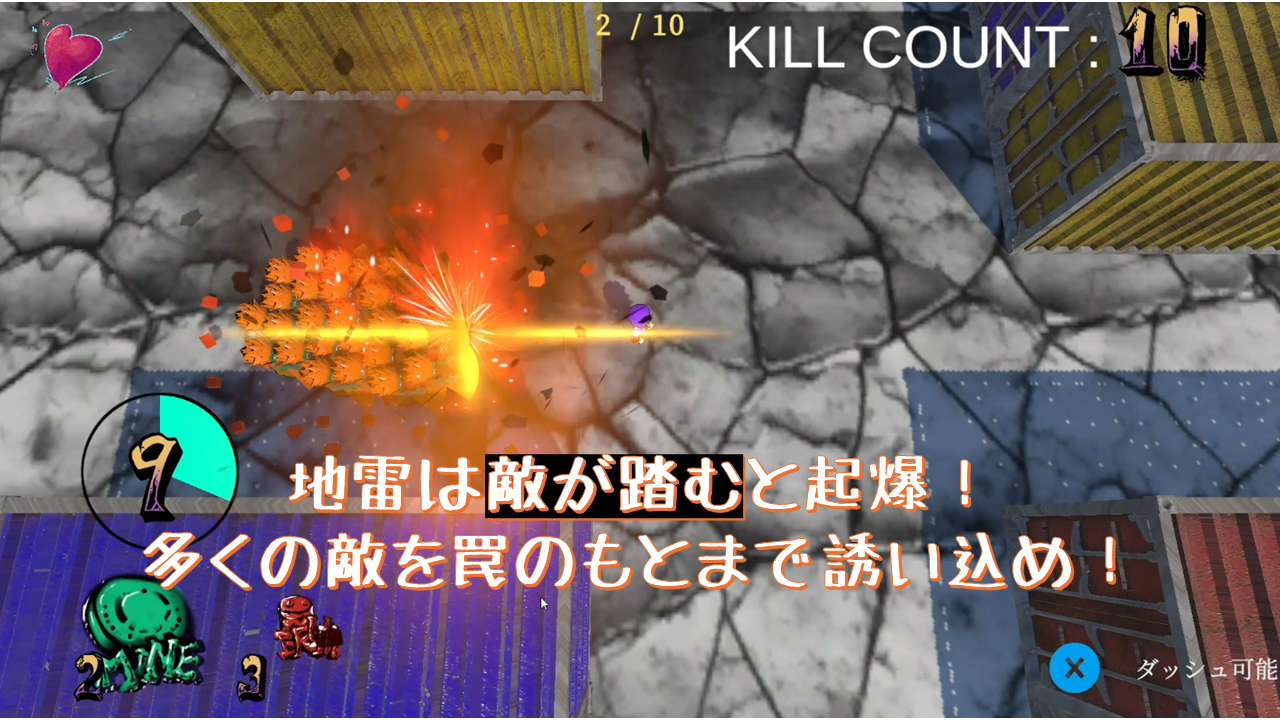 2 / 10
KILL COUNT : 10
9
地雷は敵が踏むと起爆！
多くの敵を罠のもとまで誘い込め！
2 MINE
3
ダッシュ可能